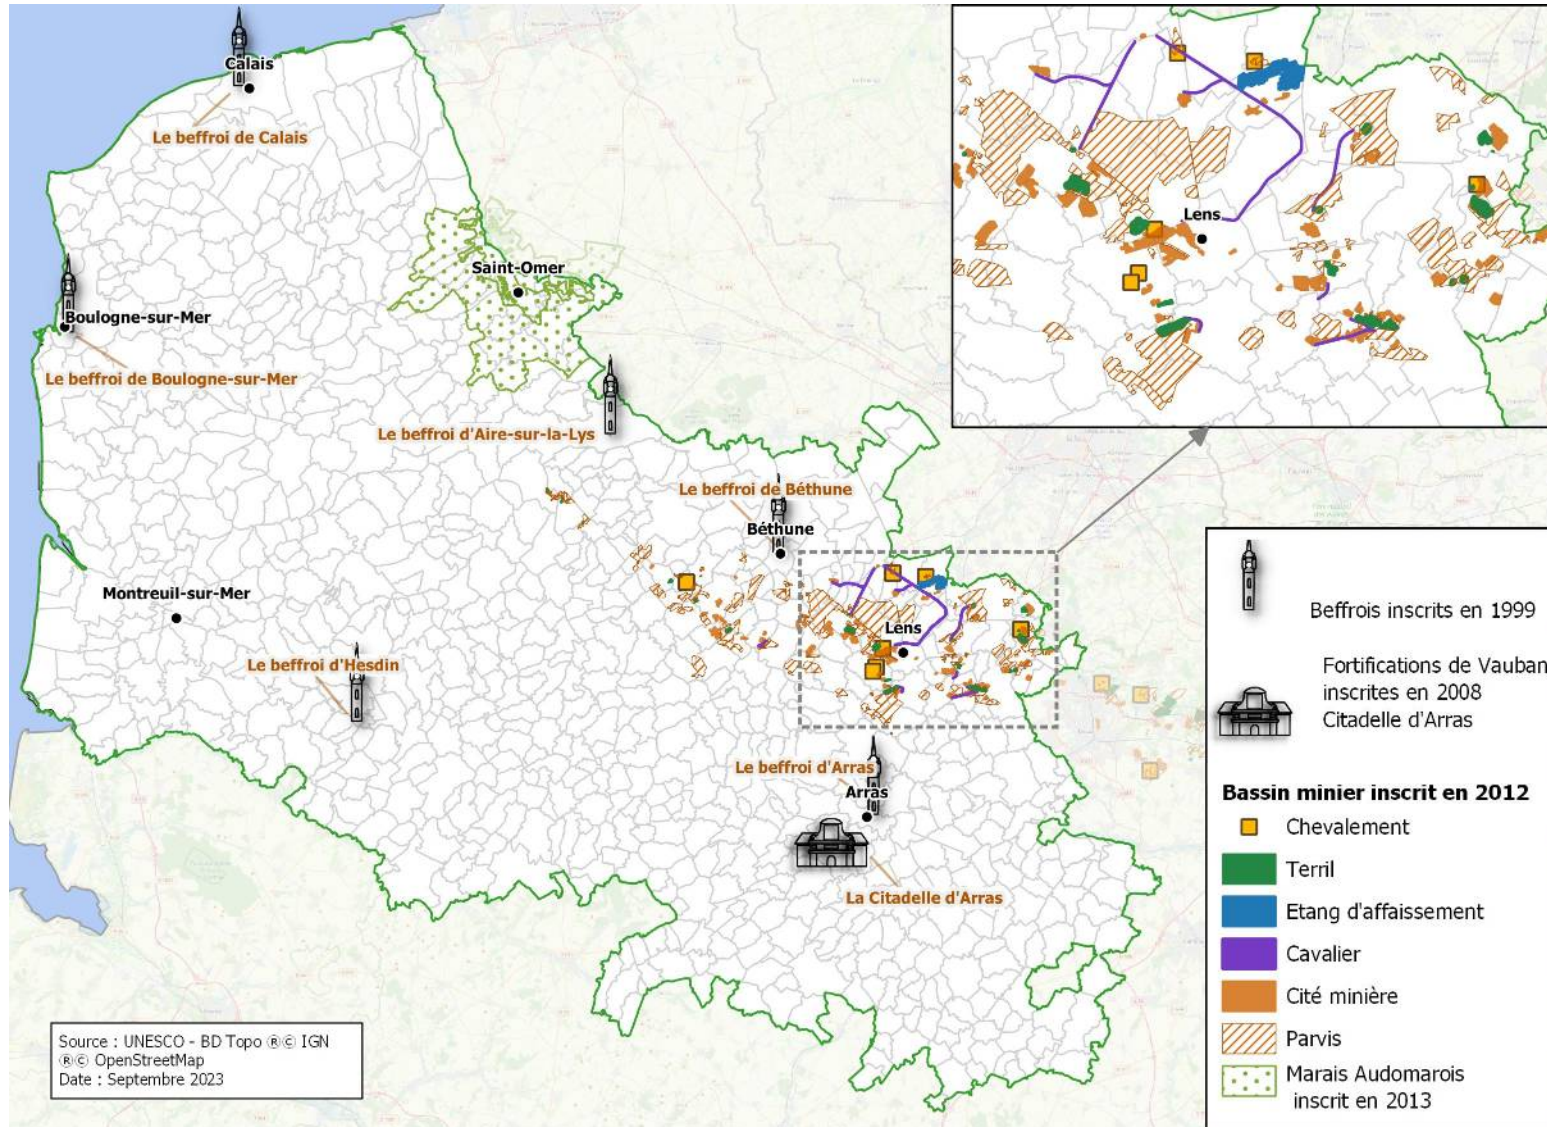 Calais
Le beffroi de Calais
Saint-Omer
Boulogne-sur-Mer
Le beffroi de Boulogne-sur-Mer
Le beffroi d'Aire-sur-la-Lys
Le beffroi de Béthune
Béthune
Montreuil-sur-Mer
Lens
Le beffroi d'Hesdin
Le beffroi d'Arras
Arras
La Citadelle d'Arras
Lens
Beffrois inscrits en 1999
Fortifications de Vauban
inscrites en 2008
Citadelle d'Arras
Bassin minier inscrit en 2012
Chevalement
Terril
Etang d'affaissement
Cavalier
Cité minière
Parvis
Marais Audomarois
inscrit en 2013
Source : UNESCO - BD Topo ®© IGN
®© OpenStreetMap
Date : Septembre 2023